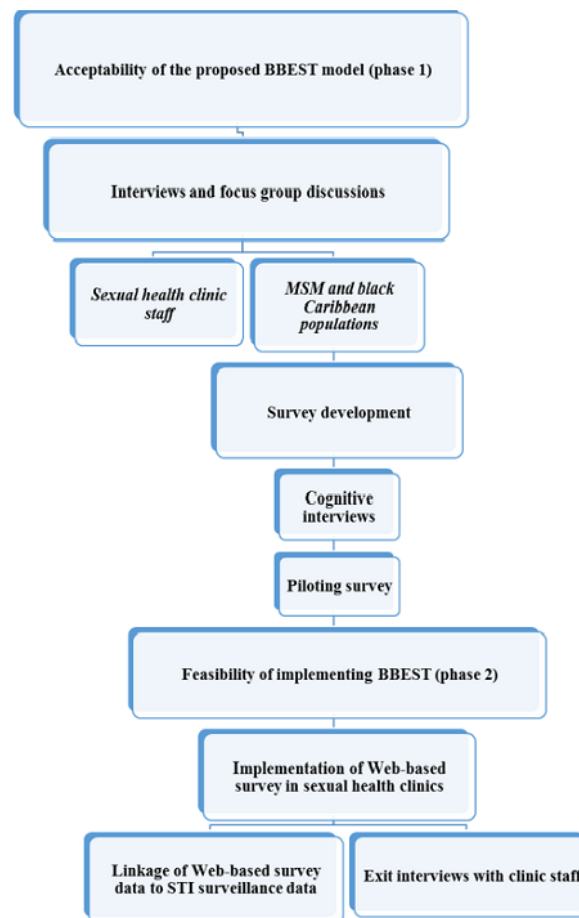 Acceptability of the proposed BBEST model (phase 1)
Interviews and focus group discussions
Sexual health clinic
staff
MSM and black
Caribbean
populations
Survey development
Cognitive
interviews
Piloting survey
Feasibility of implementing BBEST (phase 2)
Implementation of Web-based
survey in sexual health clinics
Linkage of Web-based survey
data to STI surveillance data
Exit interviews with clinic staff